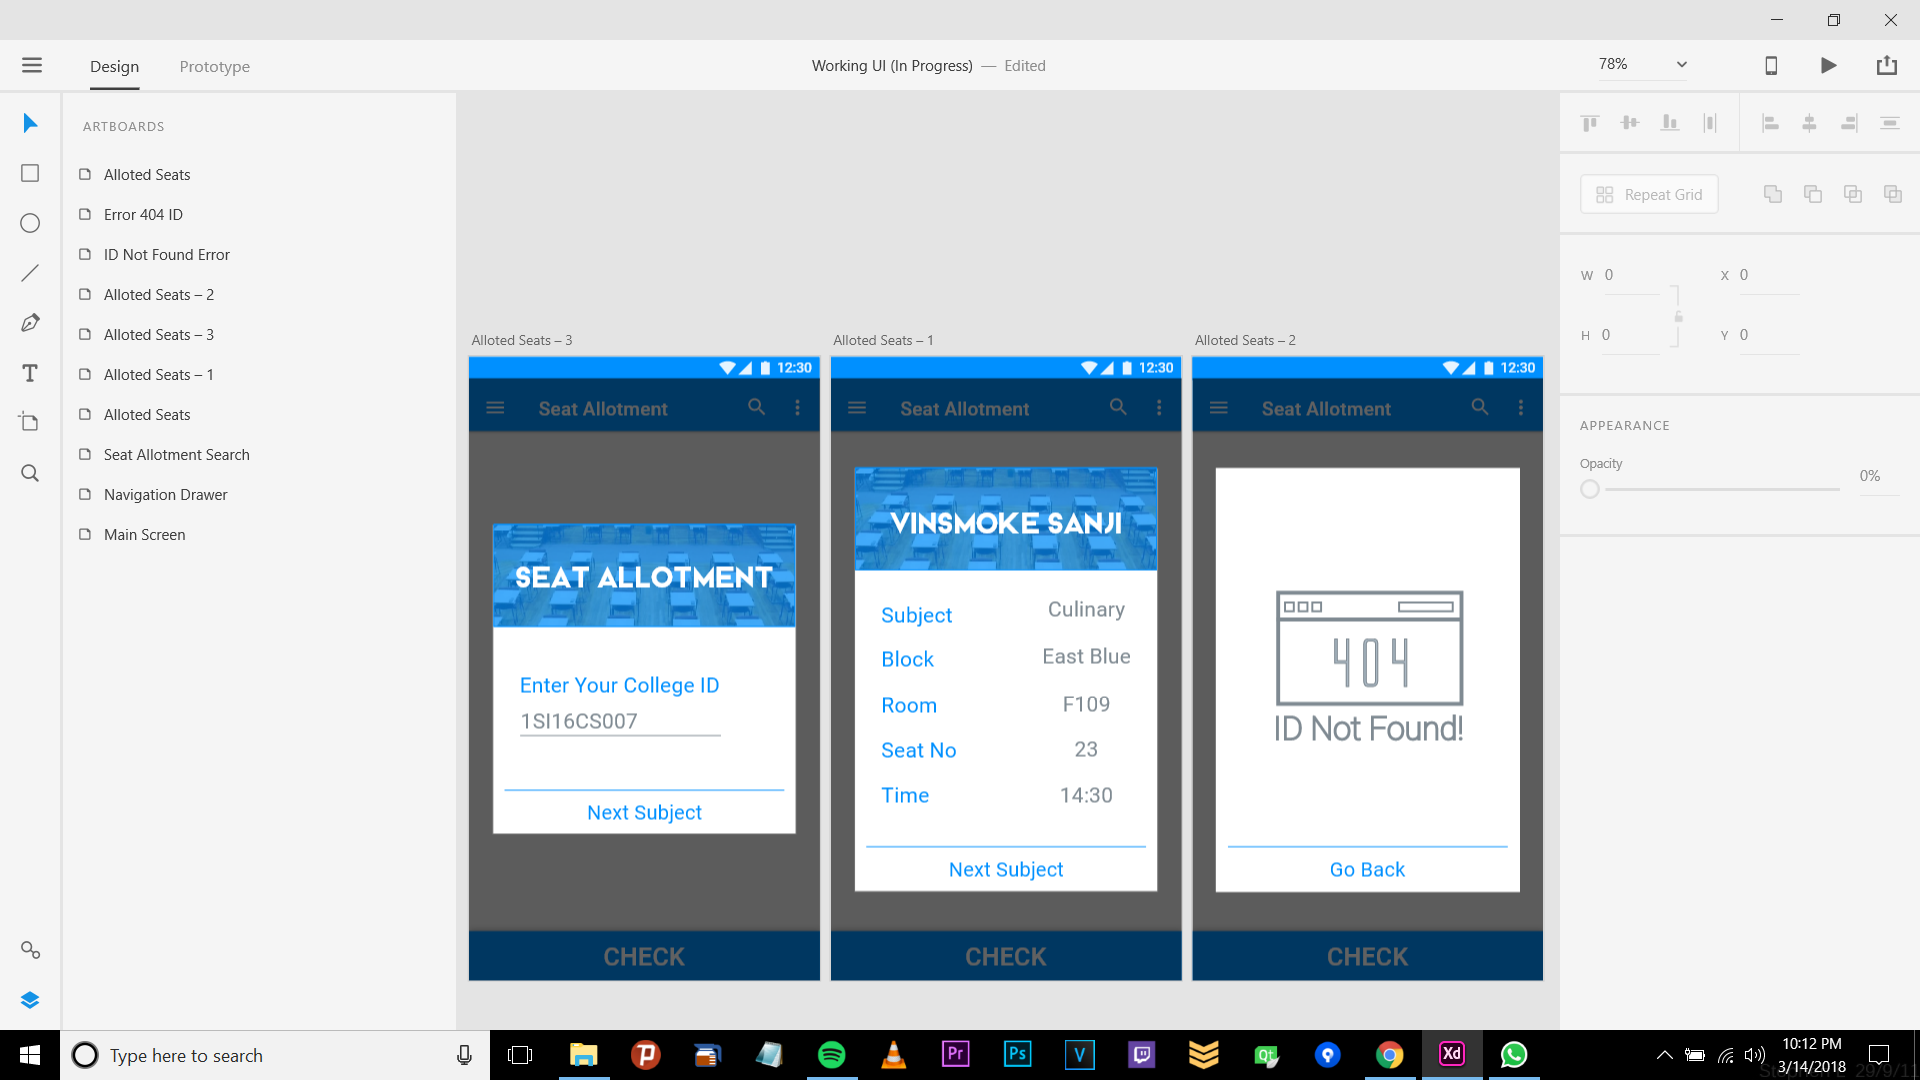 Design
Prototype
Working UI (In Progress) — Edited
78%
ARTBOARDS
Alloted Seats
Error 404 ID
ID Not Found Error
Alloted Seats – 2
Alloted Seats – 3
Alloted Seats – 1
Alloted Seats
Seat Allotment Search
Navigation Drawer
Main Screen
Alloted Seats – 3
12:30
Seat Allotment
SEAT ALLOTMENT
Enter Your College ID
1SI16CS007
Next Subject
CHECK
Alloted Seats – 1
12:30
Seat Allotment
VINSMOKE SANJI
Subject Culinary
Block East Blue
Room F109
Seat No 23
Time 14:30
Next Subject
CHECK
Alloted Seats – 2
12:30
Seat Allotment
404
ID Not Found!
Go Back
CHECK
Repeat Grid
W 0 X 0
H 0 Y 0
APPEARANCE
Opacity
0%
Type here to search
Pr
Ps
V
Qt
Xd
10:12 PM
3/14/2018